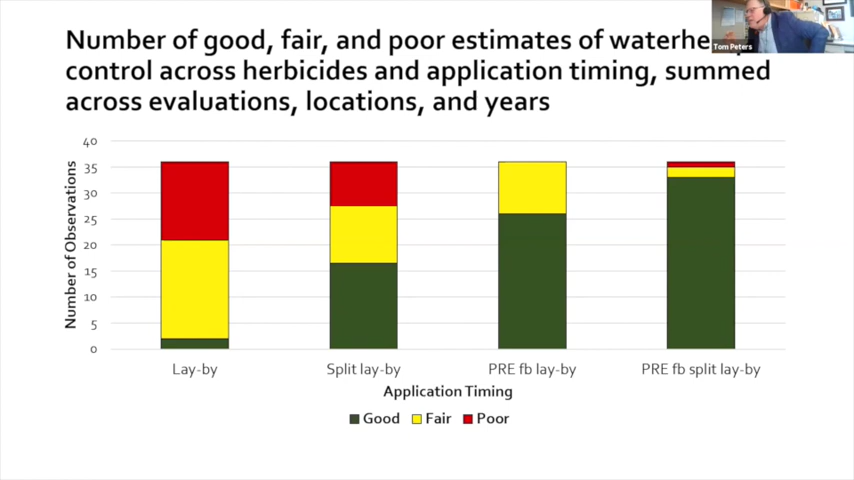 Number of good, fair, and poor estimates of
control across herbicides and application timing, summed
across evaluations, locations, and years
Tom Peters
40
35
30
25
20
15
10
5
0
Number of Observations
Lay-by
Split lay-by
PRE fb lay-by
PRE fb split lay-by
Application Timing
Good
Fair
Poor